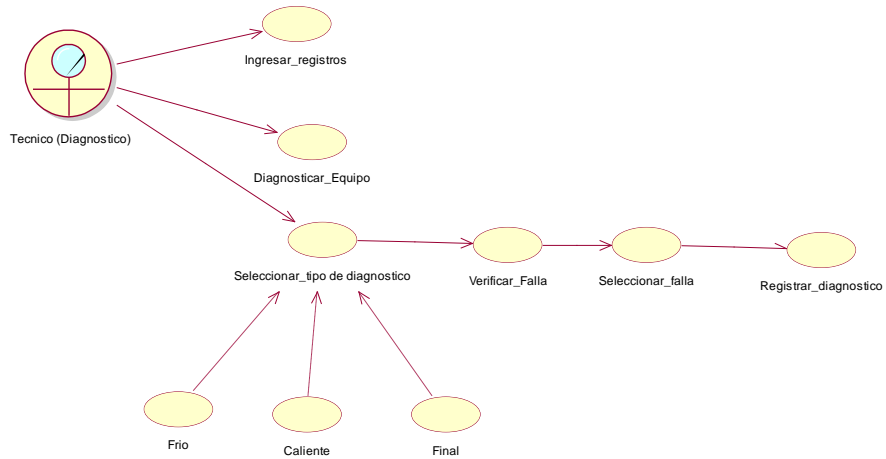 Ingresar_registros
Tecnico (Diagnostico)
Diagnosticar_Equipo
Seleccionar_tipo de diagnostico
Verificar_Falla
Seleccionar_falla
Registrar_diagnostico
Frio
Caliente
Final